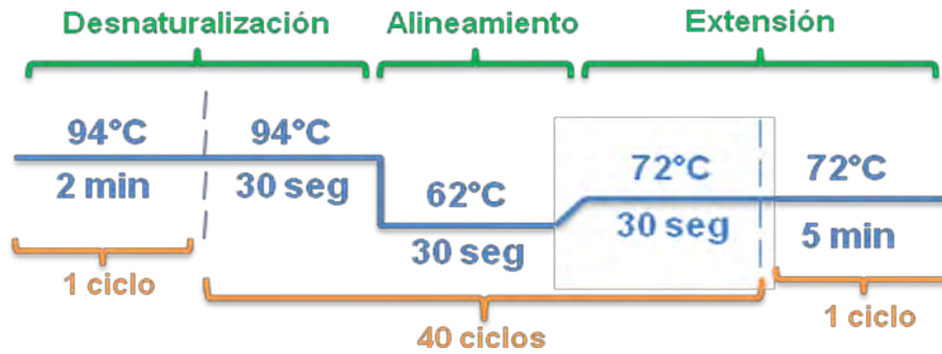 Desnaturalización Alineamiento Extensión
94°C 94°C 72°C 72°C
2 min 30 seg 62°C 30 seg 5 min
30 seg
1 ciclo 40 ciclos 1 ciclo